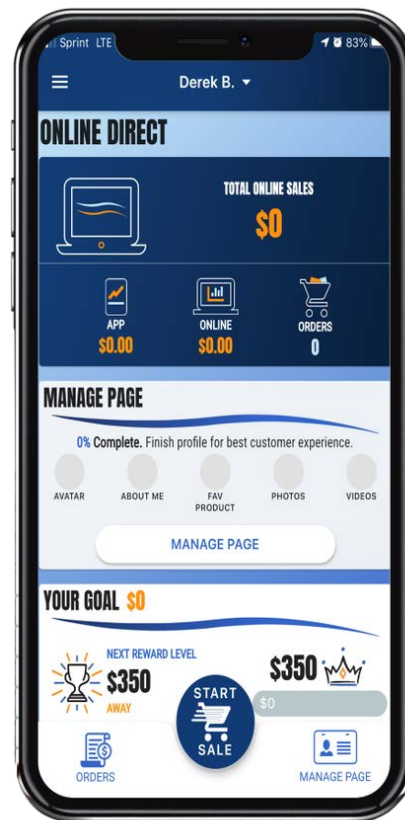 Sprint LTE
83%
Derek B.
ONLINE DIRECT
TOTAL ONLINE SALES
$0
APP
$0.00
ONLINE
$0.00
ORDERS
0
MANAGE PAGE
0% Complete. Finish profile for best customer experience.
AVATAR
ABOUT ME
FAV
PRODUCT
PHOTOS
VIDEOS
MANAGE PAGE
YOUR GOAL $0
NEXT REWARD LEVEL
$350
AWAY
$350
$0
START
SALE
ORDERS
MANAGE PAGE